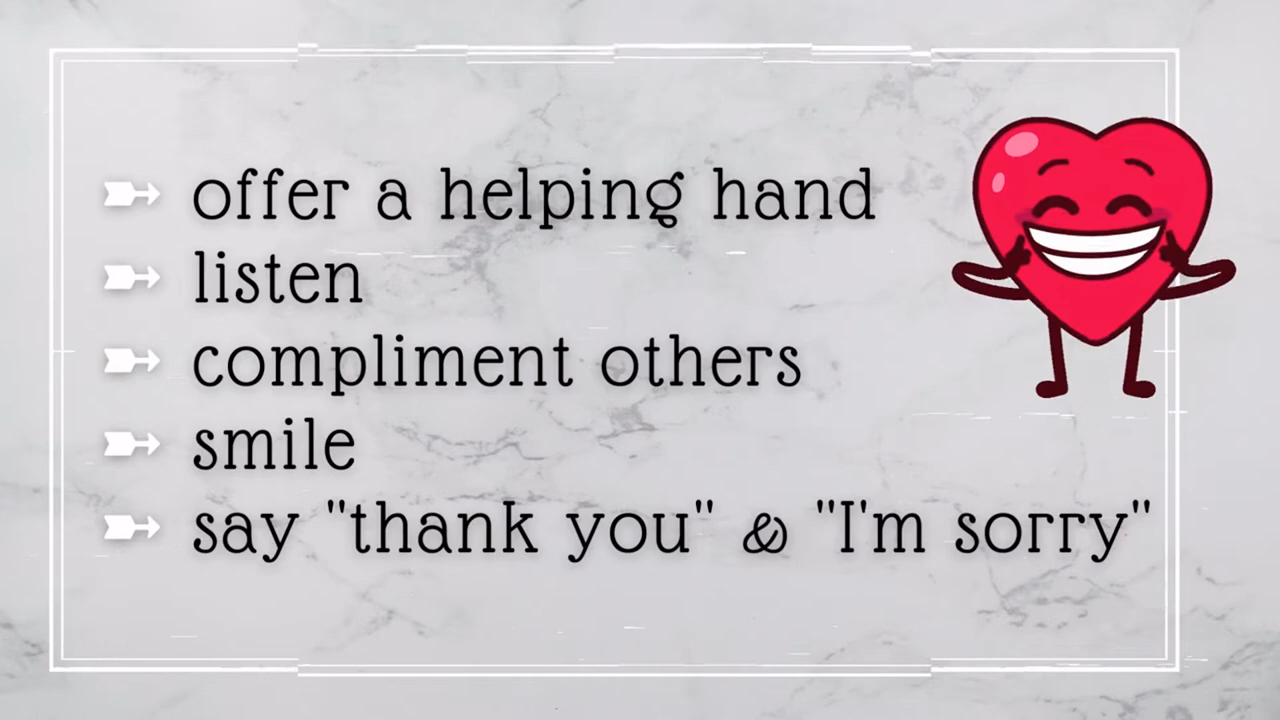 offer a helping hand
listen
compliment others
smile
say "thank you" & "I'm sorry"